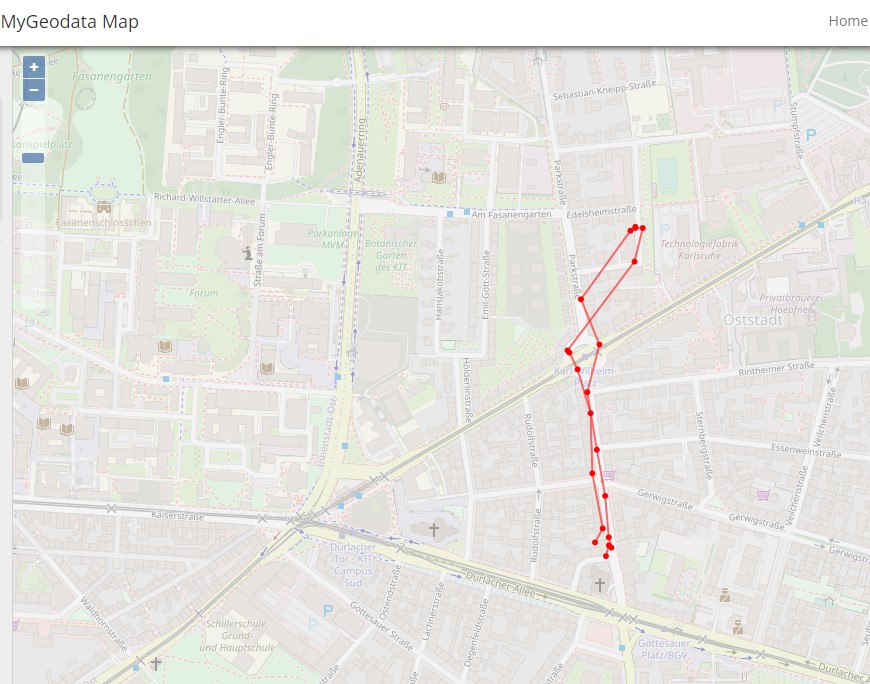 MyGeodata Map
Home
+
−
Fasanengarten
Engler-Bunte-Ring
Engler-Bunte-Ring
Adenauerring
Sebastian-Kneipp-Straße
Stumpfstraße
P
sonspielplatz
Parkstraße
Richard-Willstätter-Allee
Fasanenschlösschen
Am Fasanengarten
Edelsheimstraße
Straße am Forum
Parkanlage
MVM
Botanischer
Garten
des KIT
Hansjakobstraße
Emil-Gött-Straße
Parkstraße
P
Technologiefabrik
Karlsruhe
Forum
Privatbrauerei
Hoepfner
Oststadt
Karl-Wilhelm-
Platz
Rintheimer Straße
Hölderlinstraße
Innenstadt-Ost
Rudolfstraße
Sternbergstraße
Veilchenstraße
Essenweinstraße
Veilchenstraße
Gerwigstraße
Gerwigstraße
Gerwigstraße
Kaiserstraße
Rudolfstraße
Durlacher
Tor - KIT-
Campus
Süd
Durlacher Allee
Ostendstraße
Lachnerstraße
Degenfeldstraße
Waldhornstraße
P
P
Gottesauer Straße
Schillerschule,
Grund-
und Hauptschule
Gottesauer
Platz/BGV
Durlacher A